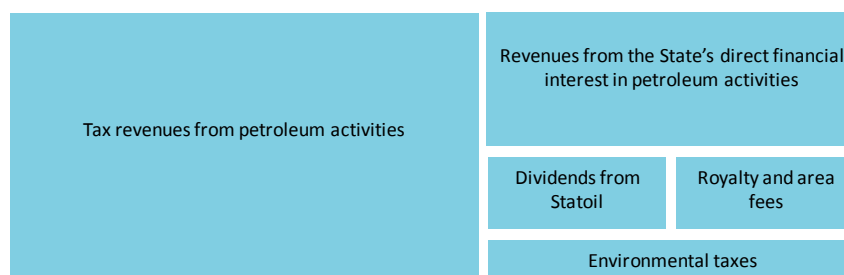 Tax revenues from petroleum activities
Revenues from the State’s direct financial
interest in petroleum activities
Dividends from
Statoil
Royalty and area
fees
Environmental taxes